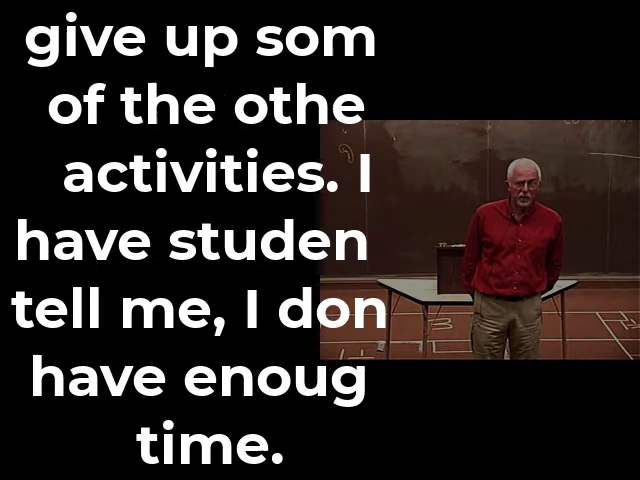 give up som
of the othe
activities. I
have studen
tell me, I don
have enoug
time.